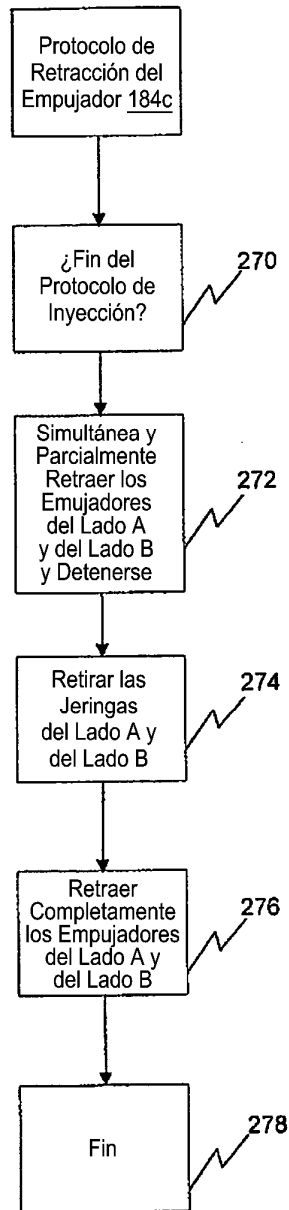 Protocolo de
Retracción del
Empujador 184c
¿Fin del
Protocolo de
Inyección?
270
Simultánea y
Parcialmente
Retraer los
Emujadores
del Lado A
y del Lado B
y Detenerse
272
Retirar las
Jeringas
del Lado A y
del Lado B
274
Retraer
Completamente
los Empujadores
del Lado A y
del Lado B
276
Fin
278